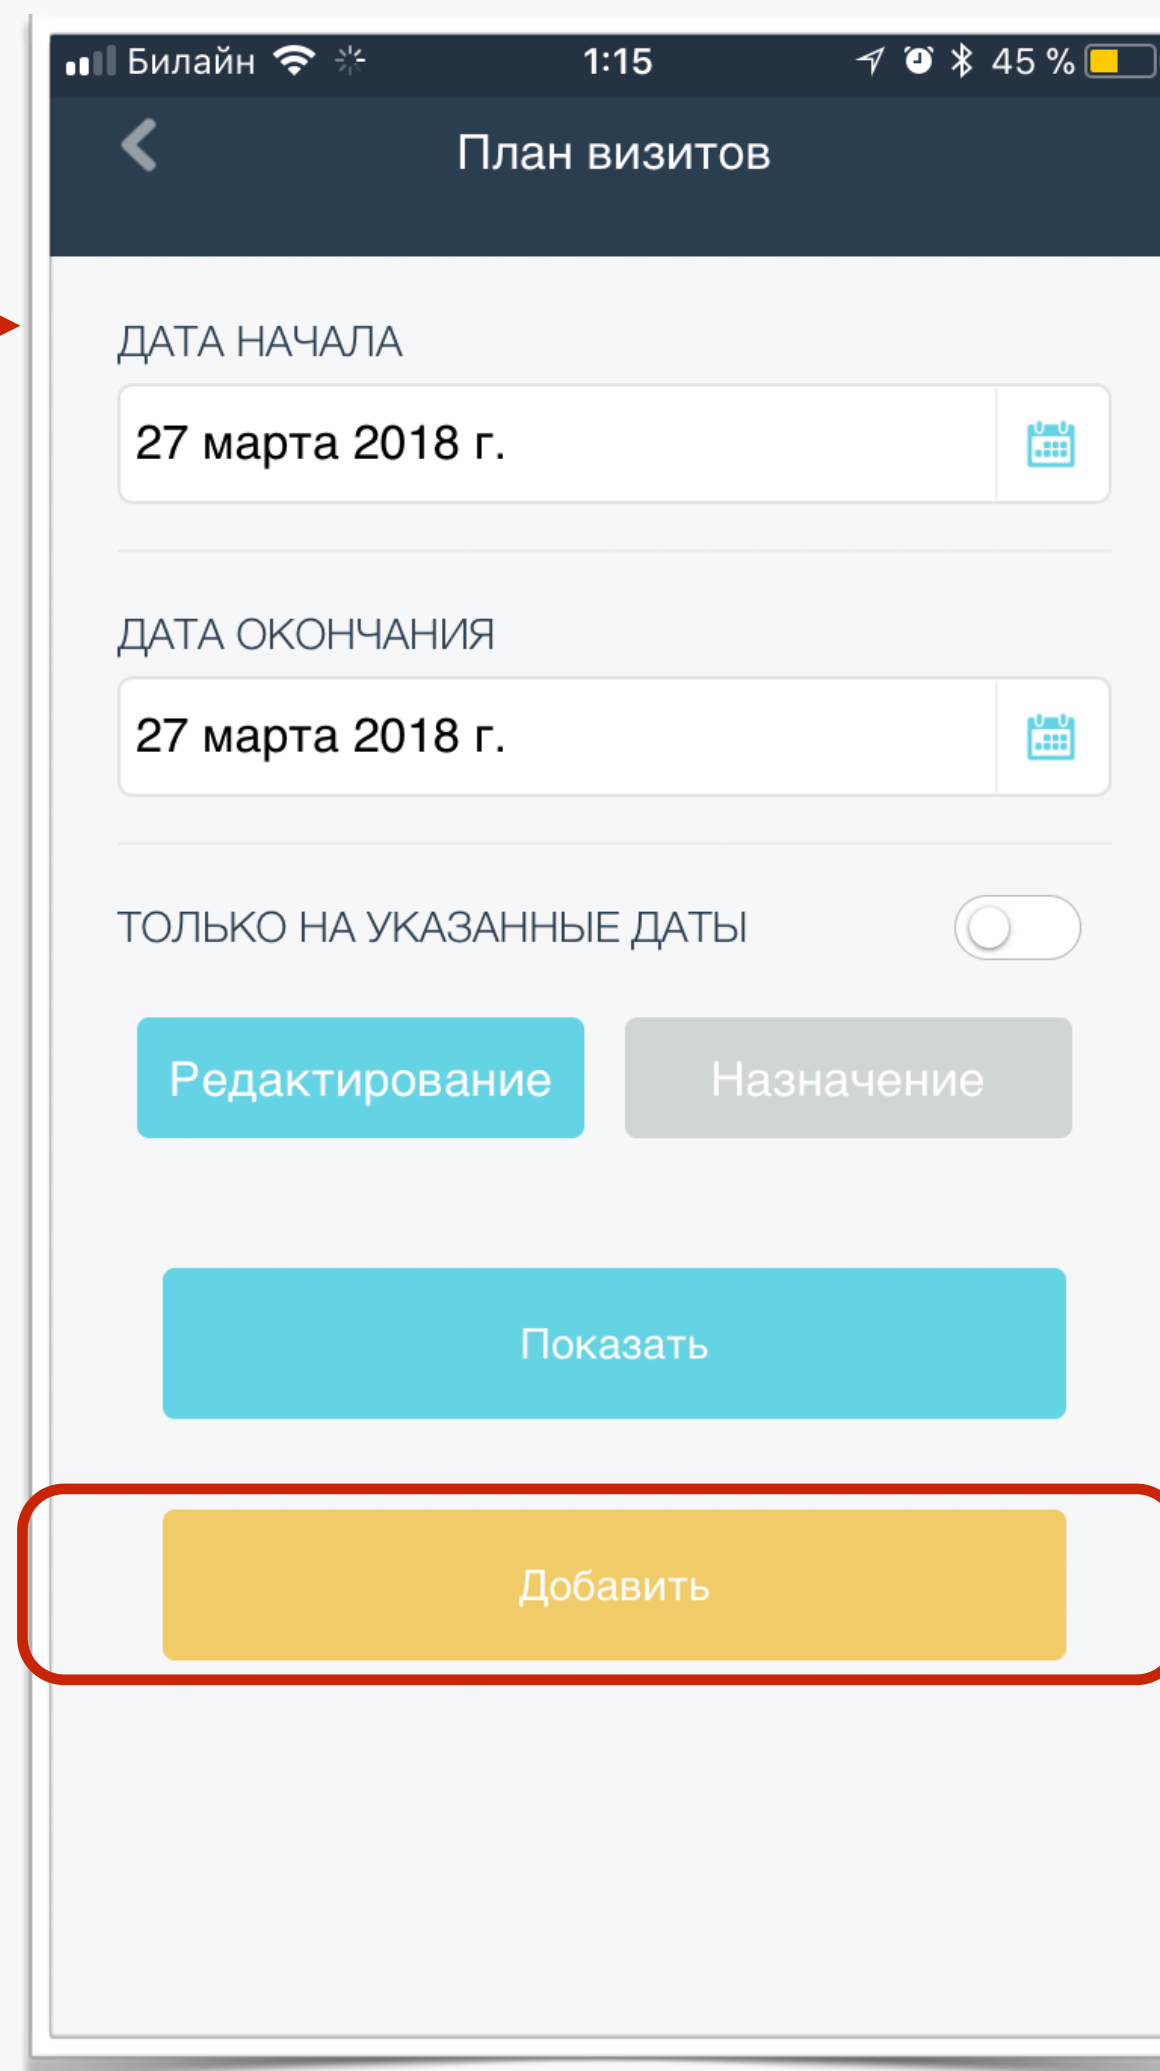 Билайн 1:15 45 %
План визитов
ДАТА НАЧАЛА
27 марта 2018 г.
ДАТА ОКОНЧАНИЯ
27 марта 2018 г.
ТОЛЬКО НА УКАЗАННЫЕ ДАТЫ
Редактирование Назначение
Показать
Добавить